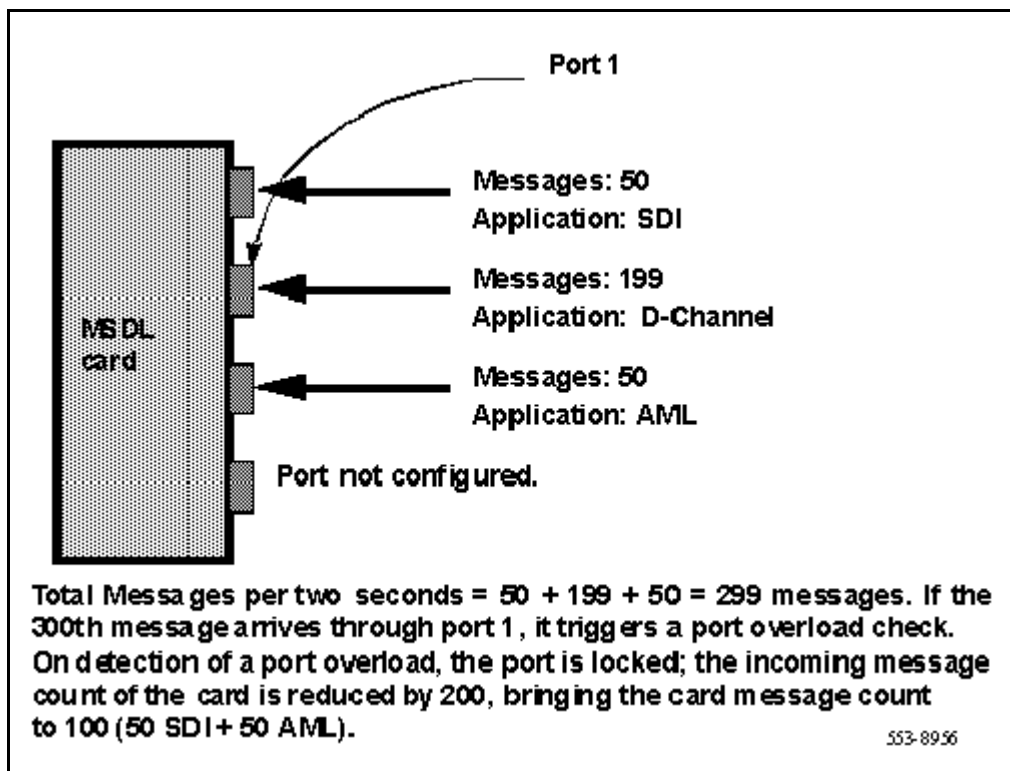 Port 1
Messages: 50
Application: SDI
Messages: 199
Application: D-Channel
MSDL
card
Messages: 50
Application: AML
Port not configured.
Total Messages per two seconds = 50 + 199 + 50 = 299 messages. If the
300th message arrives through port 1, it triggers a port overload check.
On detection of a port overload, the port is locked; the incoming message
count of the card is reduced by 200, bringing the card message count
to 100 (50 SDI + 50 AML).
553-8956